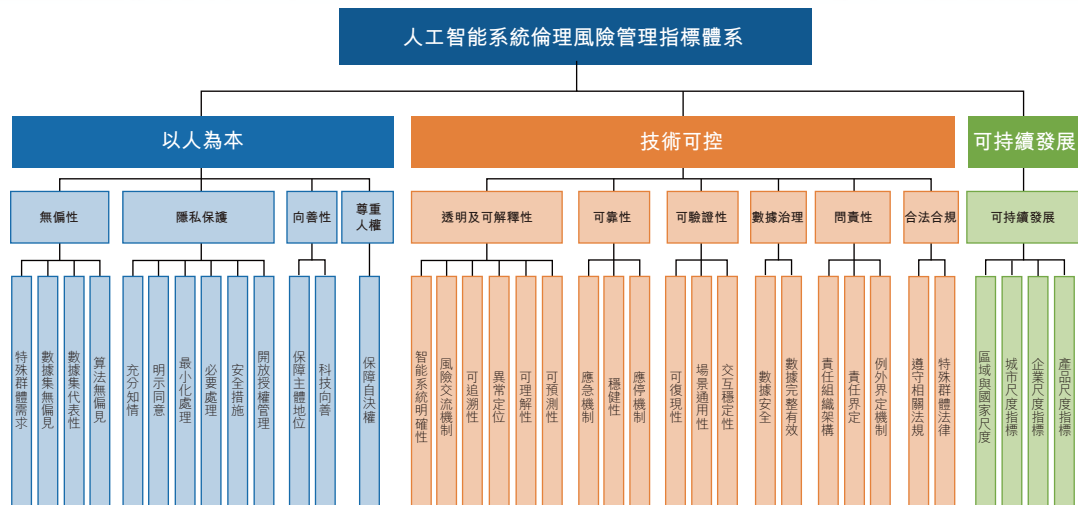 人工智能系統倫理風險管理指標體系
以人為本
技術可控
可持續發展
無偏性
隱私保護
向善性
尊重
人權
透明及可解釋性
可靠性
可驗證性
數據治理
問責性
合法合規
可持續發展
特殊群體需求
數據集無偏見
數據集代表性
算法無偏見
充分知情
明示同意
最小化處理
必要處理
安全措施
開放授權管理
保障主體地位
科技向善
保障自決權
智能系統明確性
風險交流機制
可追溯性
異常定位
可理解性
可預測性
應急機制
穩健性
應停機制
可復現性
場景通用性
交互穩定性
數據安全
數據完整有效
責任組織架構
責任界定
例外界定機制
遵守相關法規
特殊群體法律
區域與國家尺度
城市尺度指標
企業尺度指標
產品尺度指標